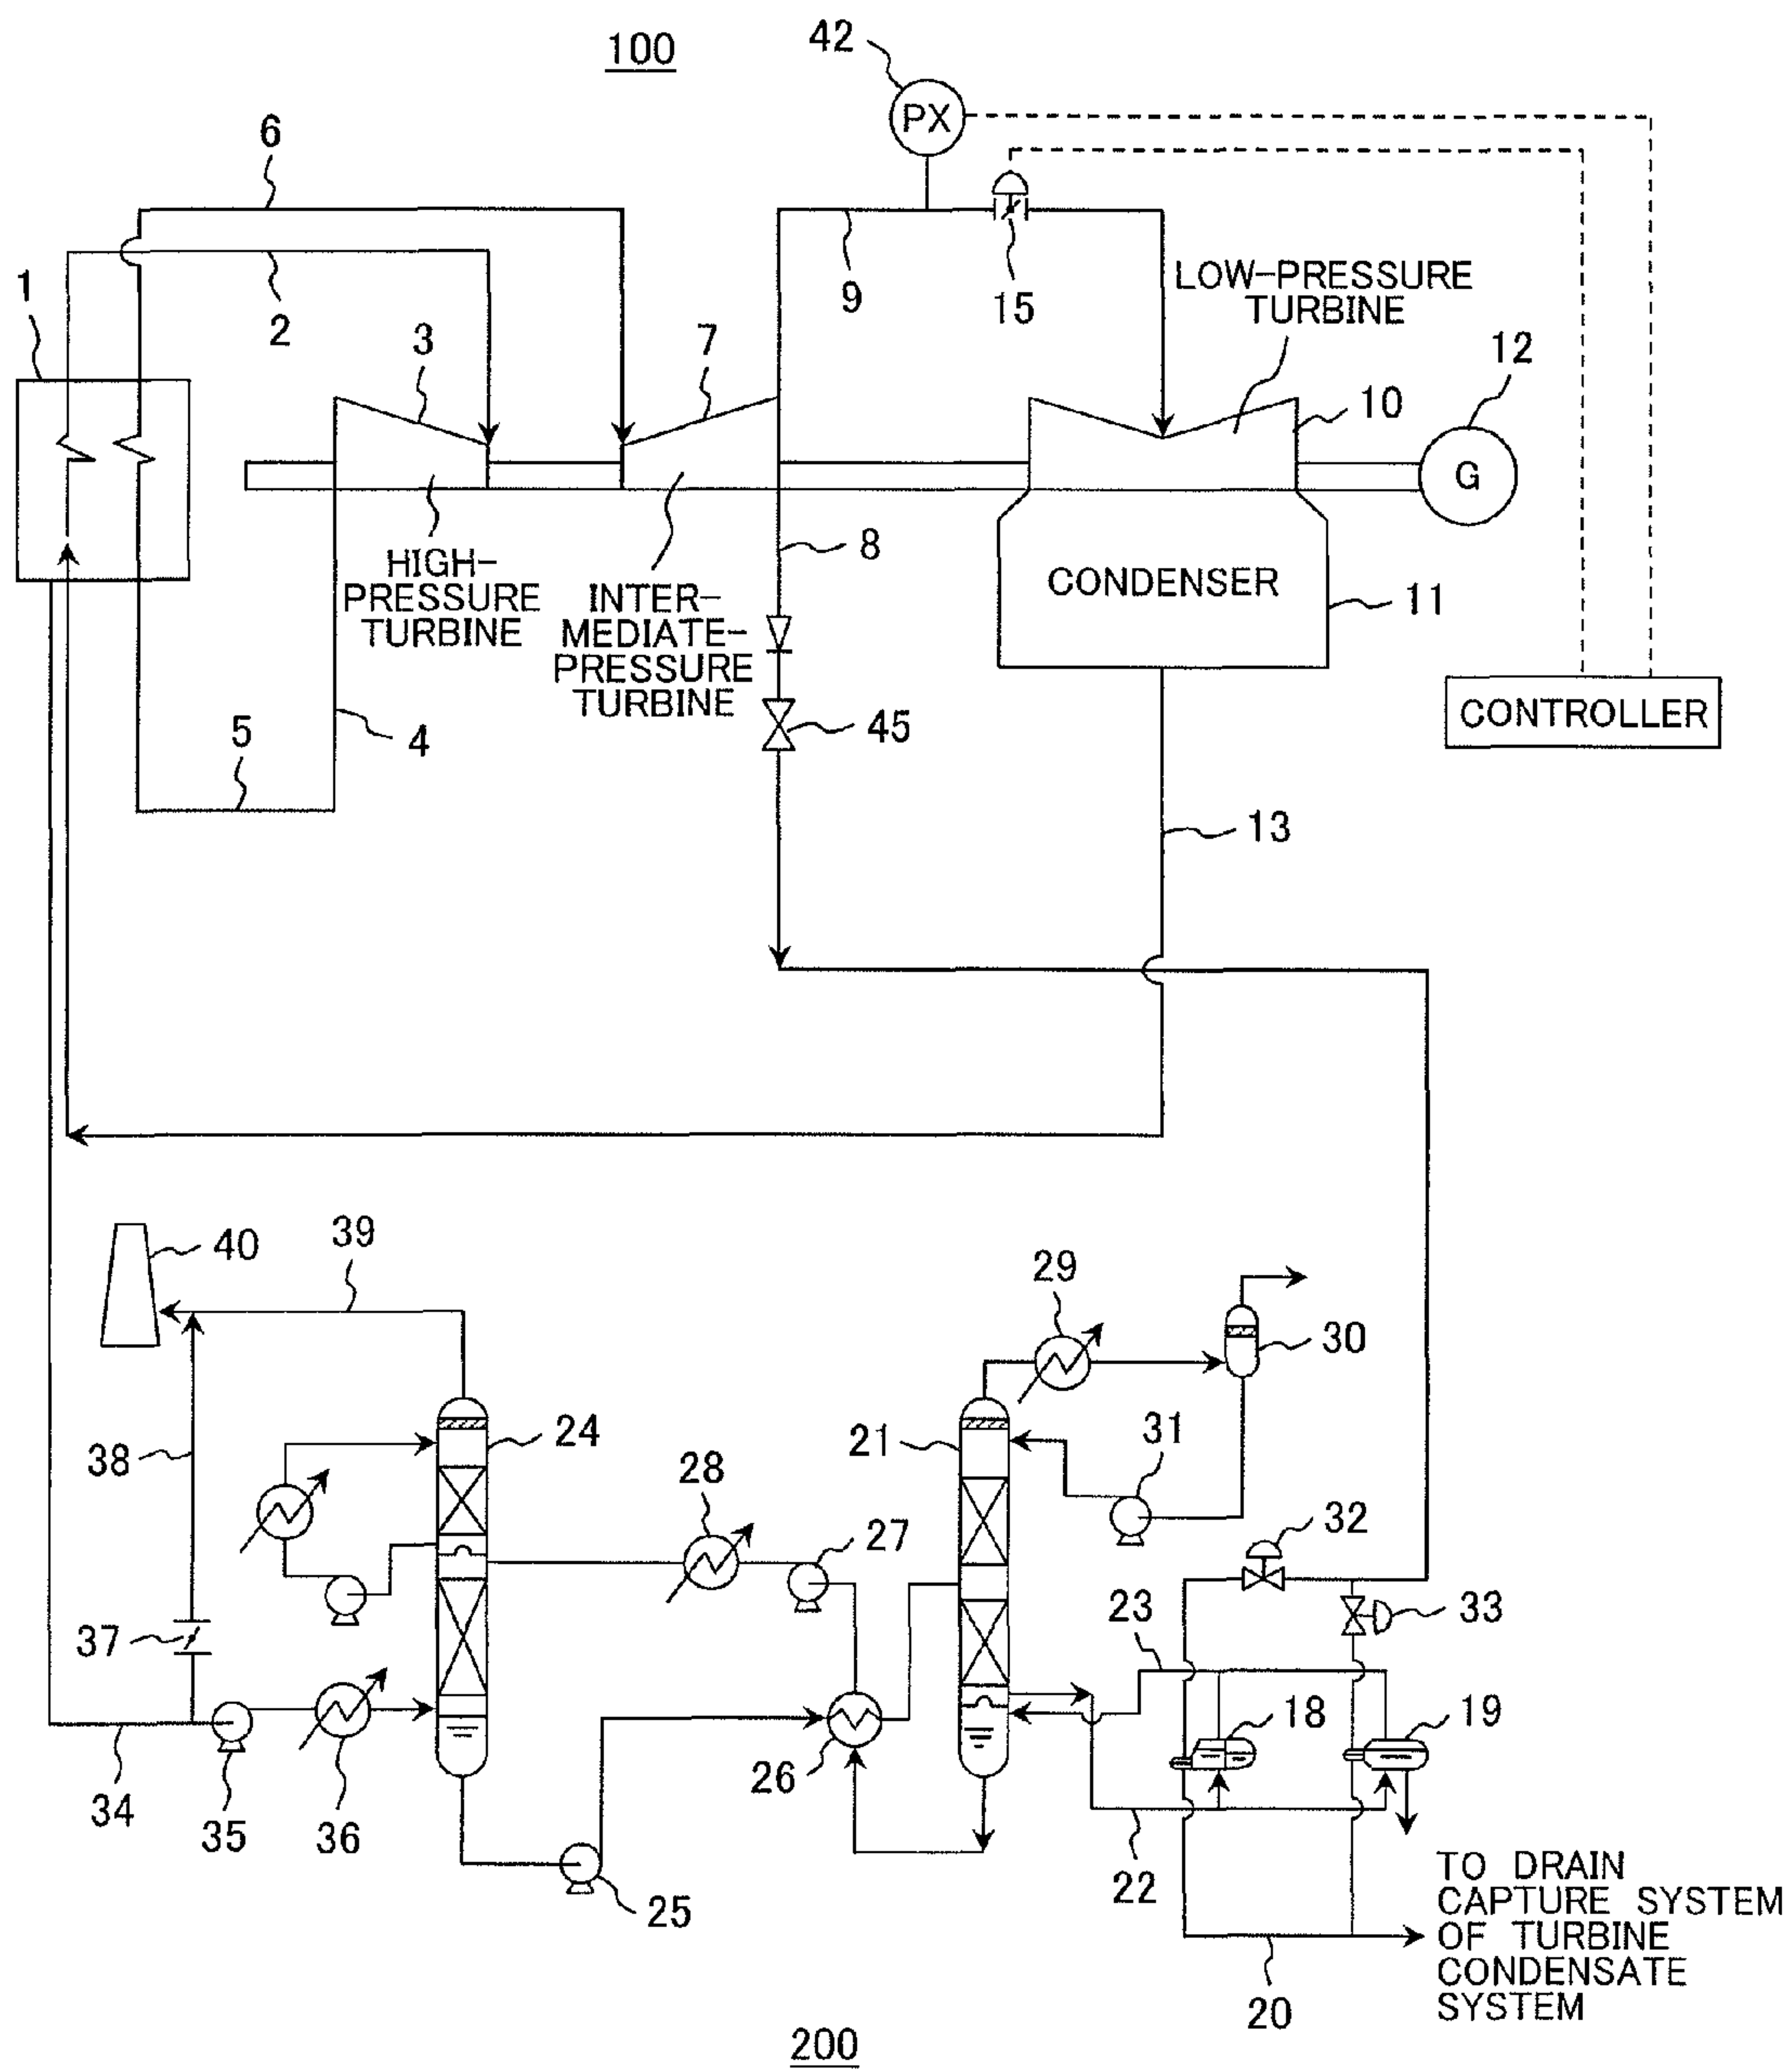 100
42
PX
6
9
15
LOW-PRESSURE
TURBINE
1
2
3
7
12
10
G
HIGH-
PRESSURE
TURBINE
INTER-
MEDIATE-
PRESSURE
TURBINE
8
CONDENSER
11
45
CONTROLLER
4
5
13
40
39
29
30
38
24
28
21
31
27
32
37
23
33
18
19
34
35
36
26
25
22
TO DRAIN
CAPTURE SYSTEM
OF TURBINE
CONDENSATE
SYSTEM
20
200